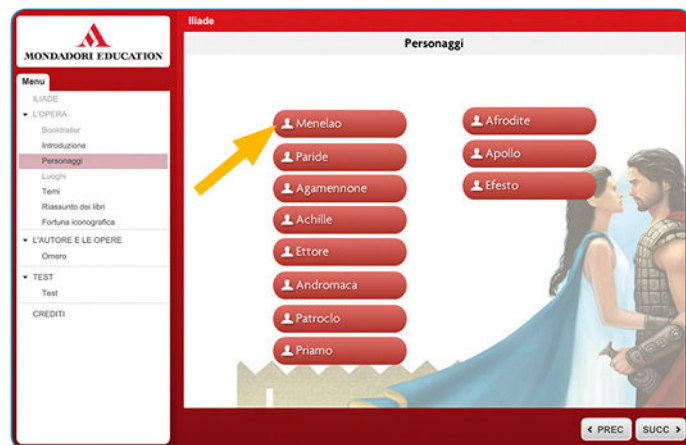 MONDADORI EDUCATION
Menu
ILIADE
L'OPERA
Booktrailer
Introduzione
Personaggi
Luoghi
Temi
Riassunto dei libri
Fortuna iconografica
L'AUTORE E LE OPERE
Omero
TEST
Test
CREDITI
Iliade
Personaggi
Menelao
Paride
Agamennone
Achille
Ettore
Andromaca
Patroclo
Priamo
Afrodite
Apollo
Efesto
PREC
SUCC